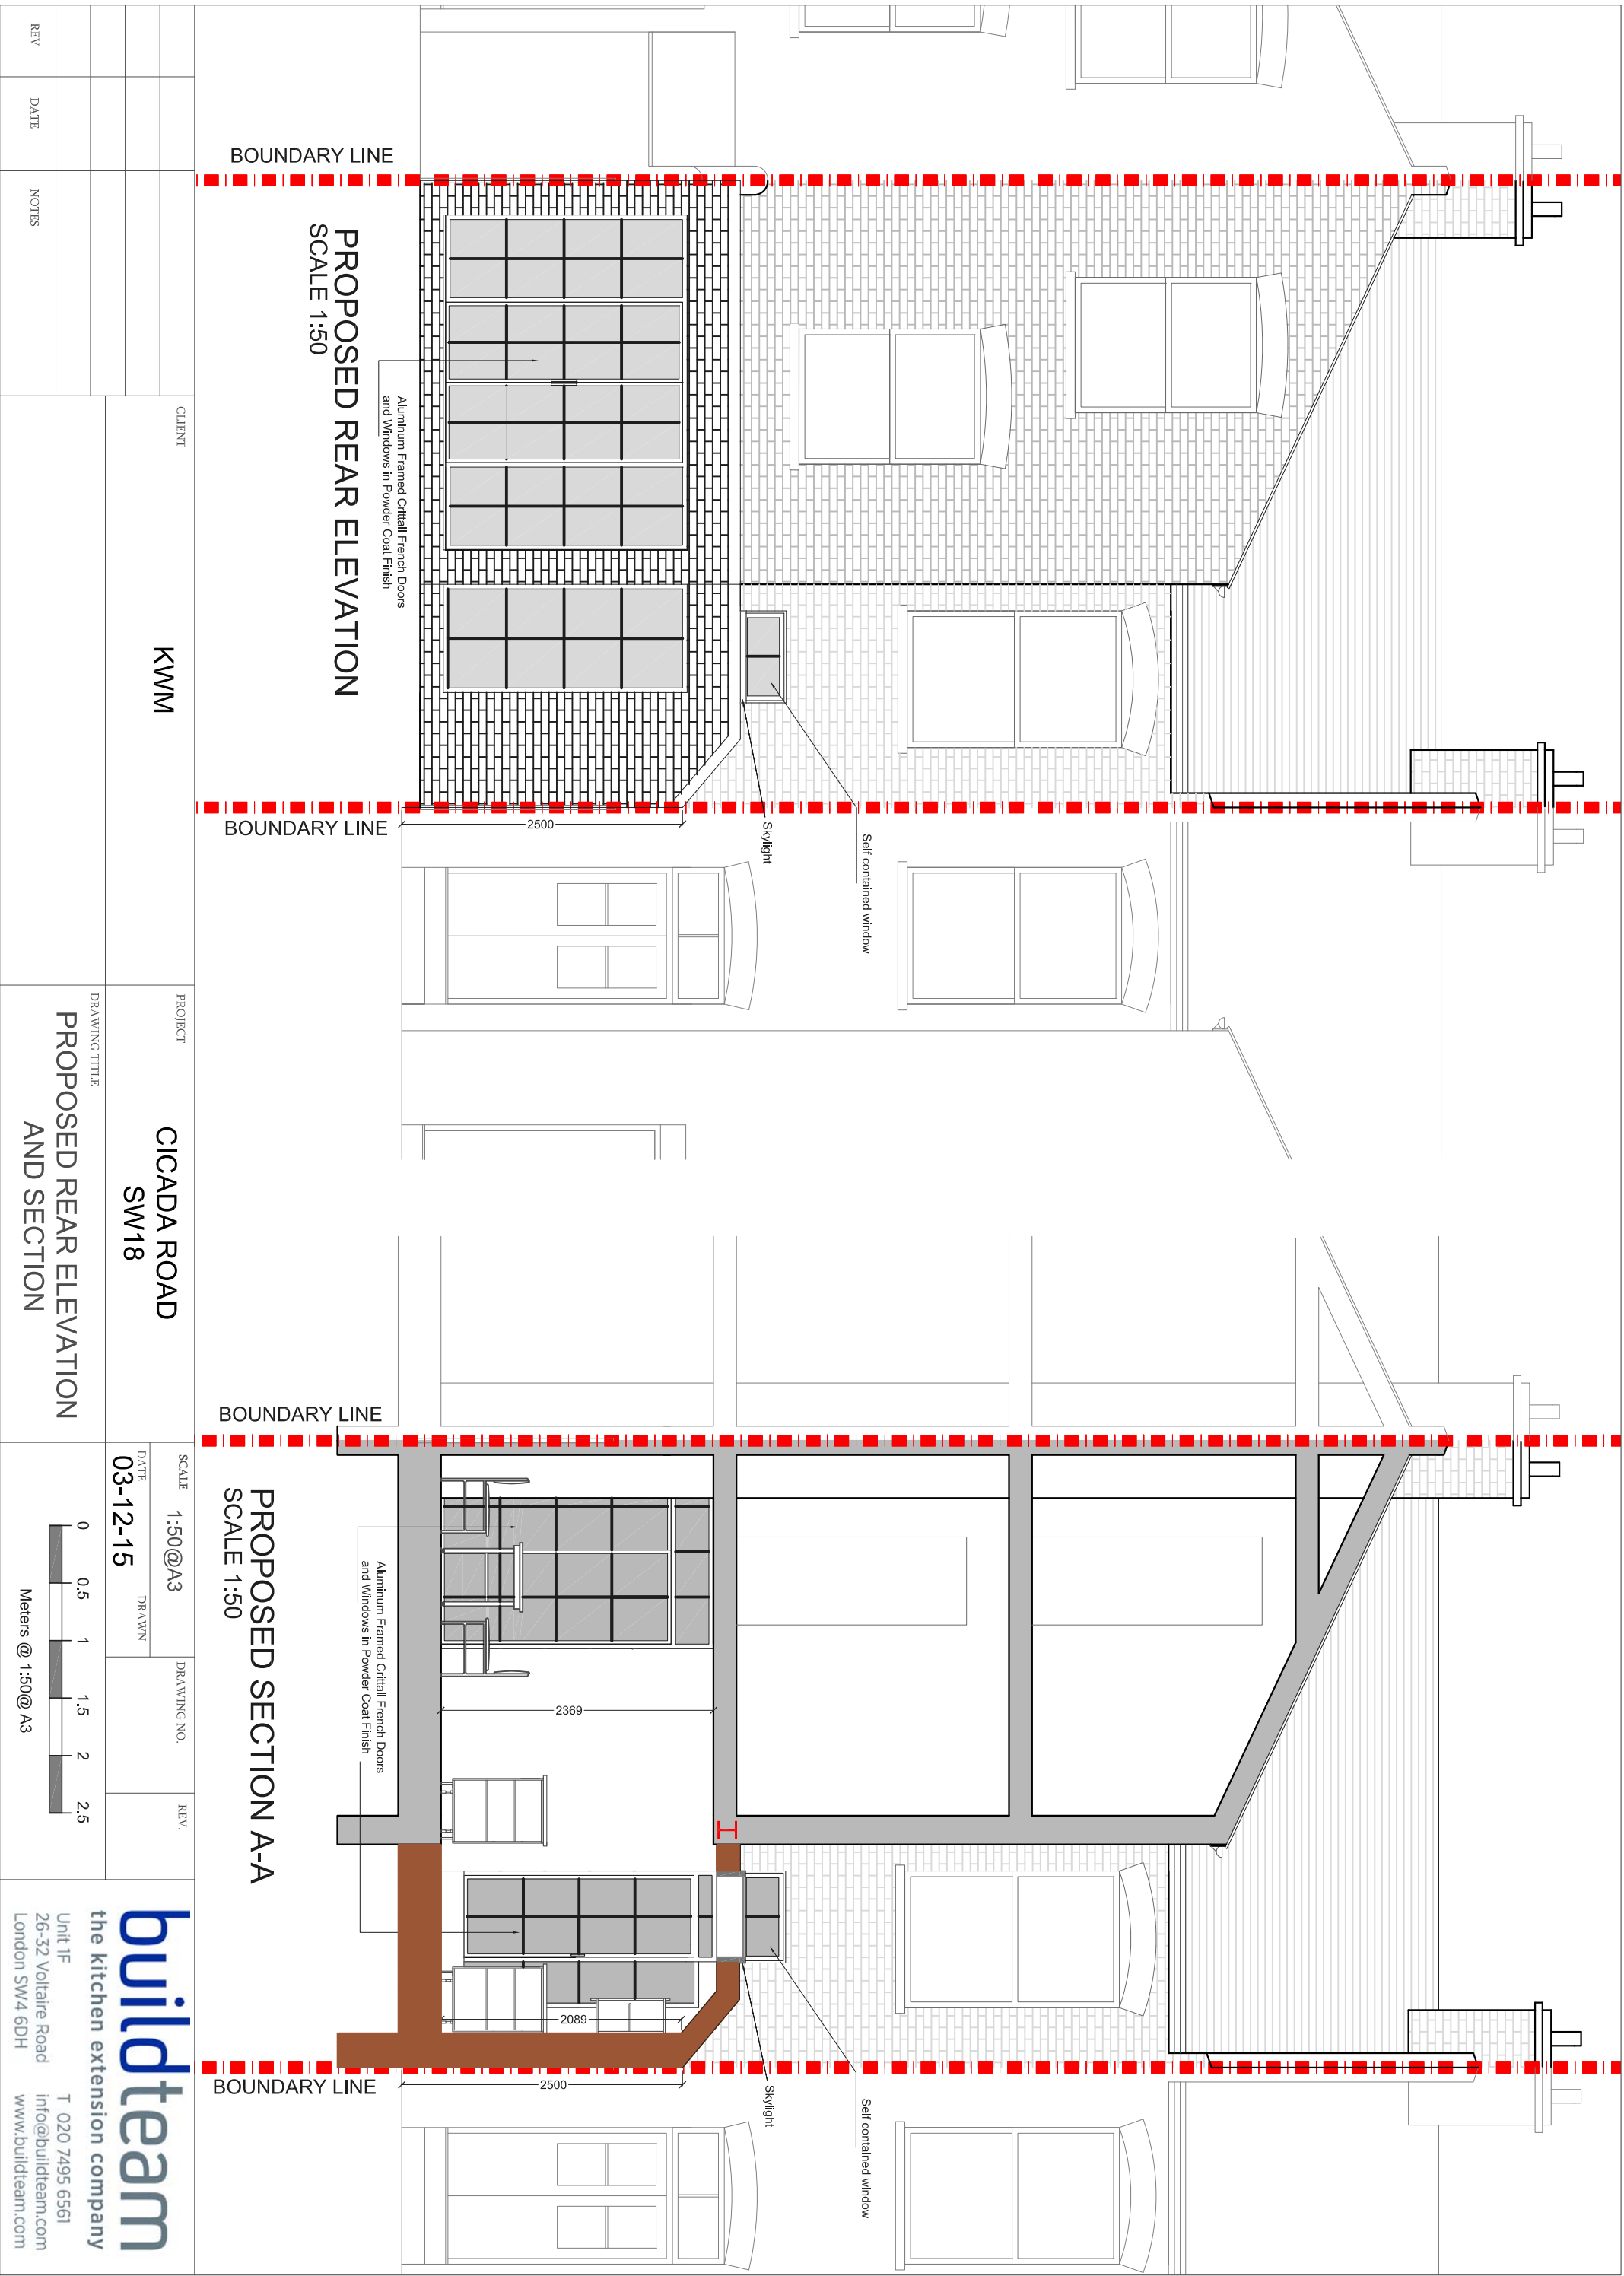 Self contained window
Skylight
BOUNDARY LINE
BOUNDARY LINE
2500
Aluminum Framed Crittall French Doors
and Windows in Powder Coat Finish
PROPOSED REAR ELEVATION
SCALE 1:50
Self contained window
Skylight
BOUNDARY LINE
BOUNDARY LINE
2369
2089
2500
Aluminum Framed Crittall French Doors
and Windows in Powder Coat Finish
PROPOSED SECTION A-A
SCALE 1:50
REV
DATE
NOTES
CLIENT
KWM
PROJECT
CICADA ROAD
SW18
DRAWING TITLE
PROPOSED REAR ELEVATION
AND SECTION
SCALE
1:50@A3
DATE
03-12-15
DRAWN
DRAWING NO.
REV.
0 0.5 1 1.5 2 2.5
Meters @ 1:50@ A3
buildteam
the kitchen extension company
Unit 1F
26-32 Voltaire Road
London SW4 6DH
T 020 7495 6561
info@buildteam.com
www.buildteam.com